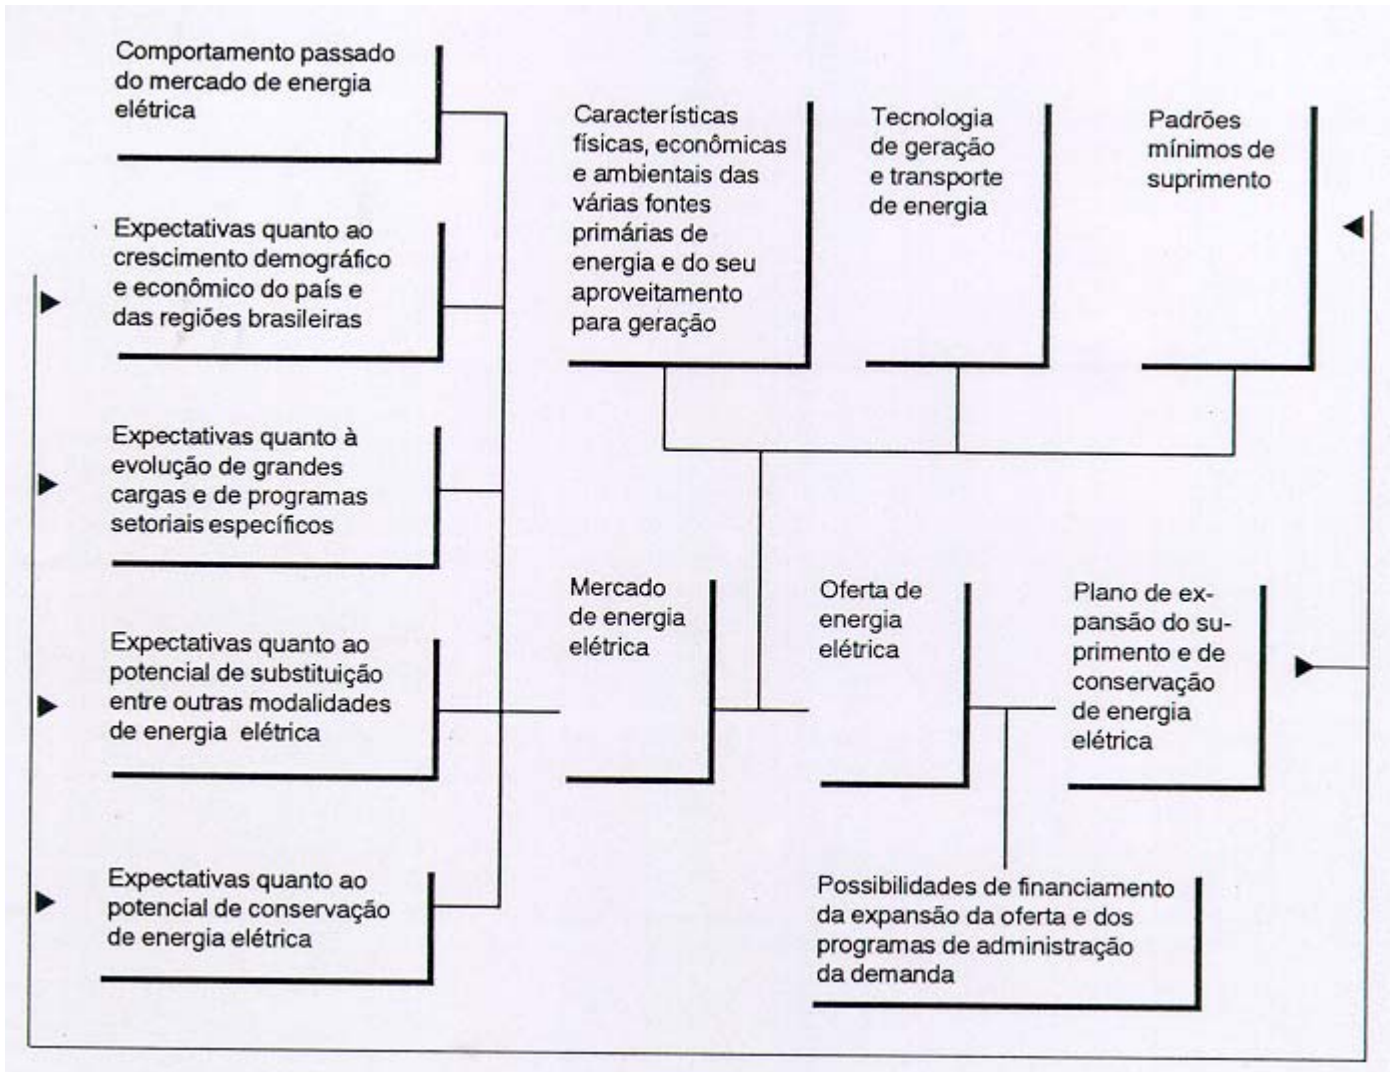 Comportamento passado
do mercado de energia
elétrica
Expectativas quanto ao
crescimento demográfico
e econômico do país e
das regiões brasileiras
Expectativas quanto à
evolução de grandes
cargas e de programas
setoriais específicos
Expectativas quanto ao
potencial de substituição
entre outras modalidades
de energia elétrica
Expectativas quanto ao
potencial de conservação
de energia elétrica
Características
físicas, econômicas
e ambientais das
várias fontes
primárias de
energia e do seu
aproveitamento
para geração
Tecnologia
de geração
e transporte
de energia
Padrões
mínimos de
suprimento
Mercado
de energia
elétrica
Oferta de
energia
elétrica
Plano de ex-
pansão do su-
primento e de
conservação
de energia
elétrica
Possibilidades de financiamento
da expansão da oferta e dos
programas de administração
da demanda